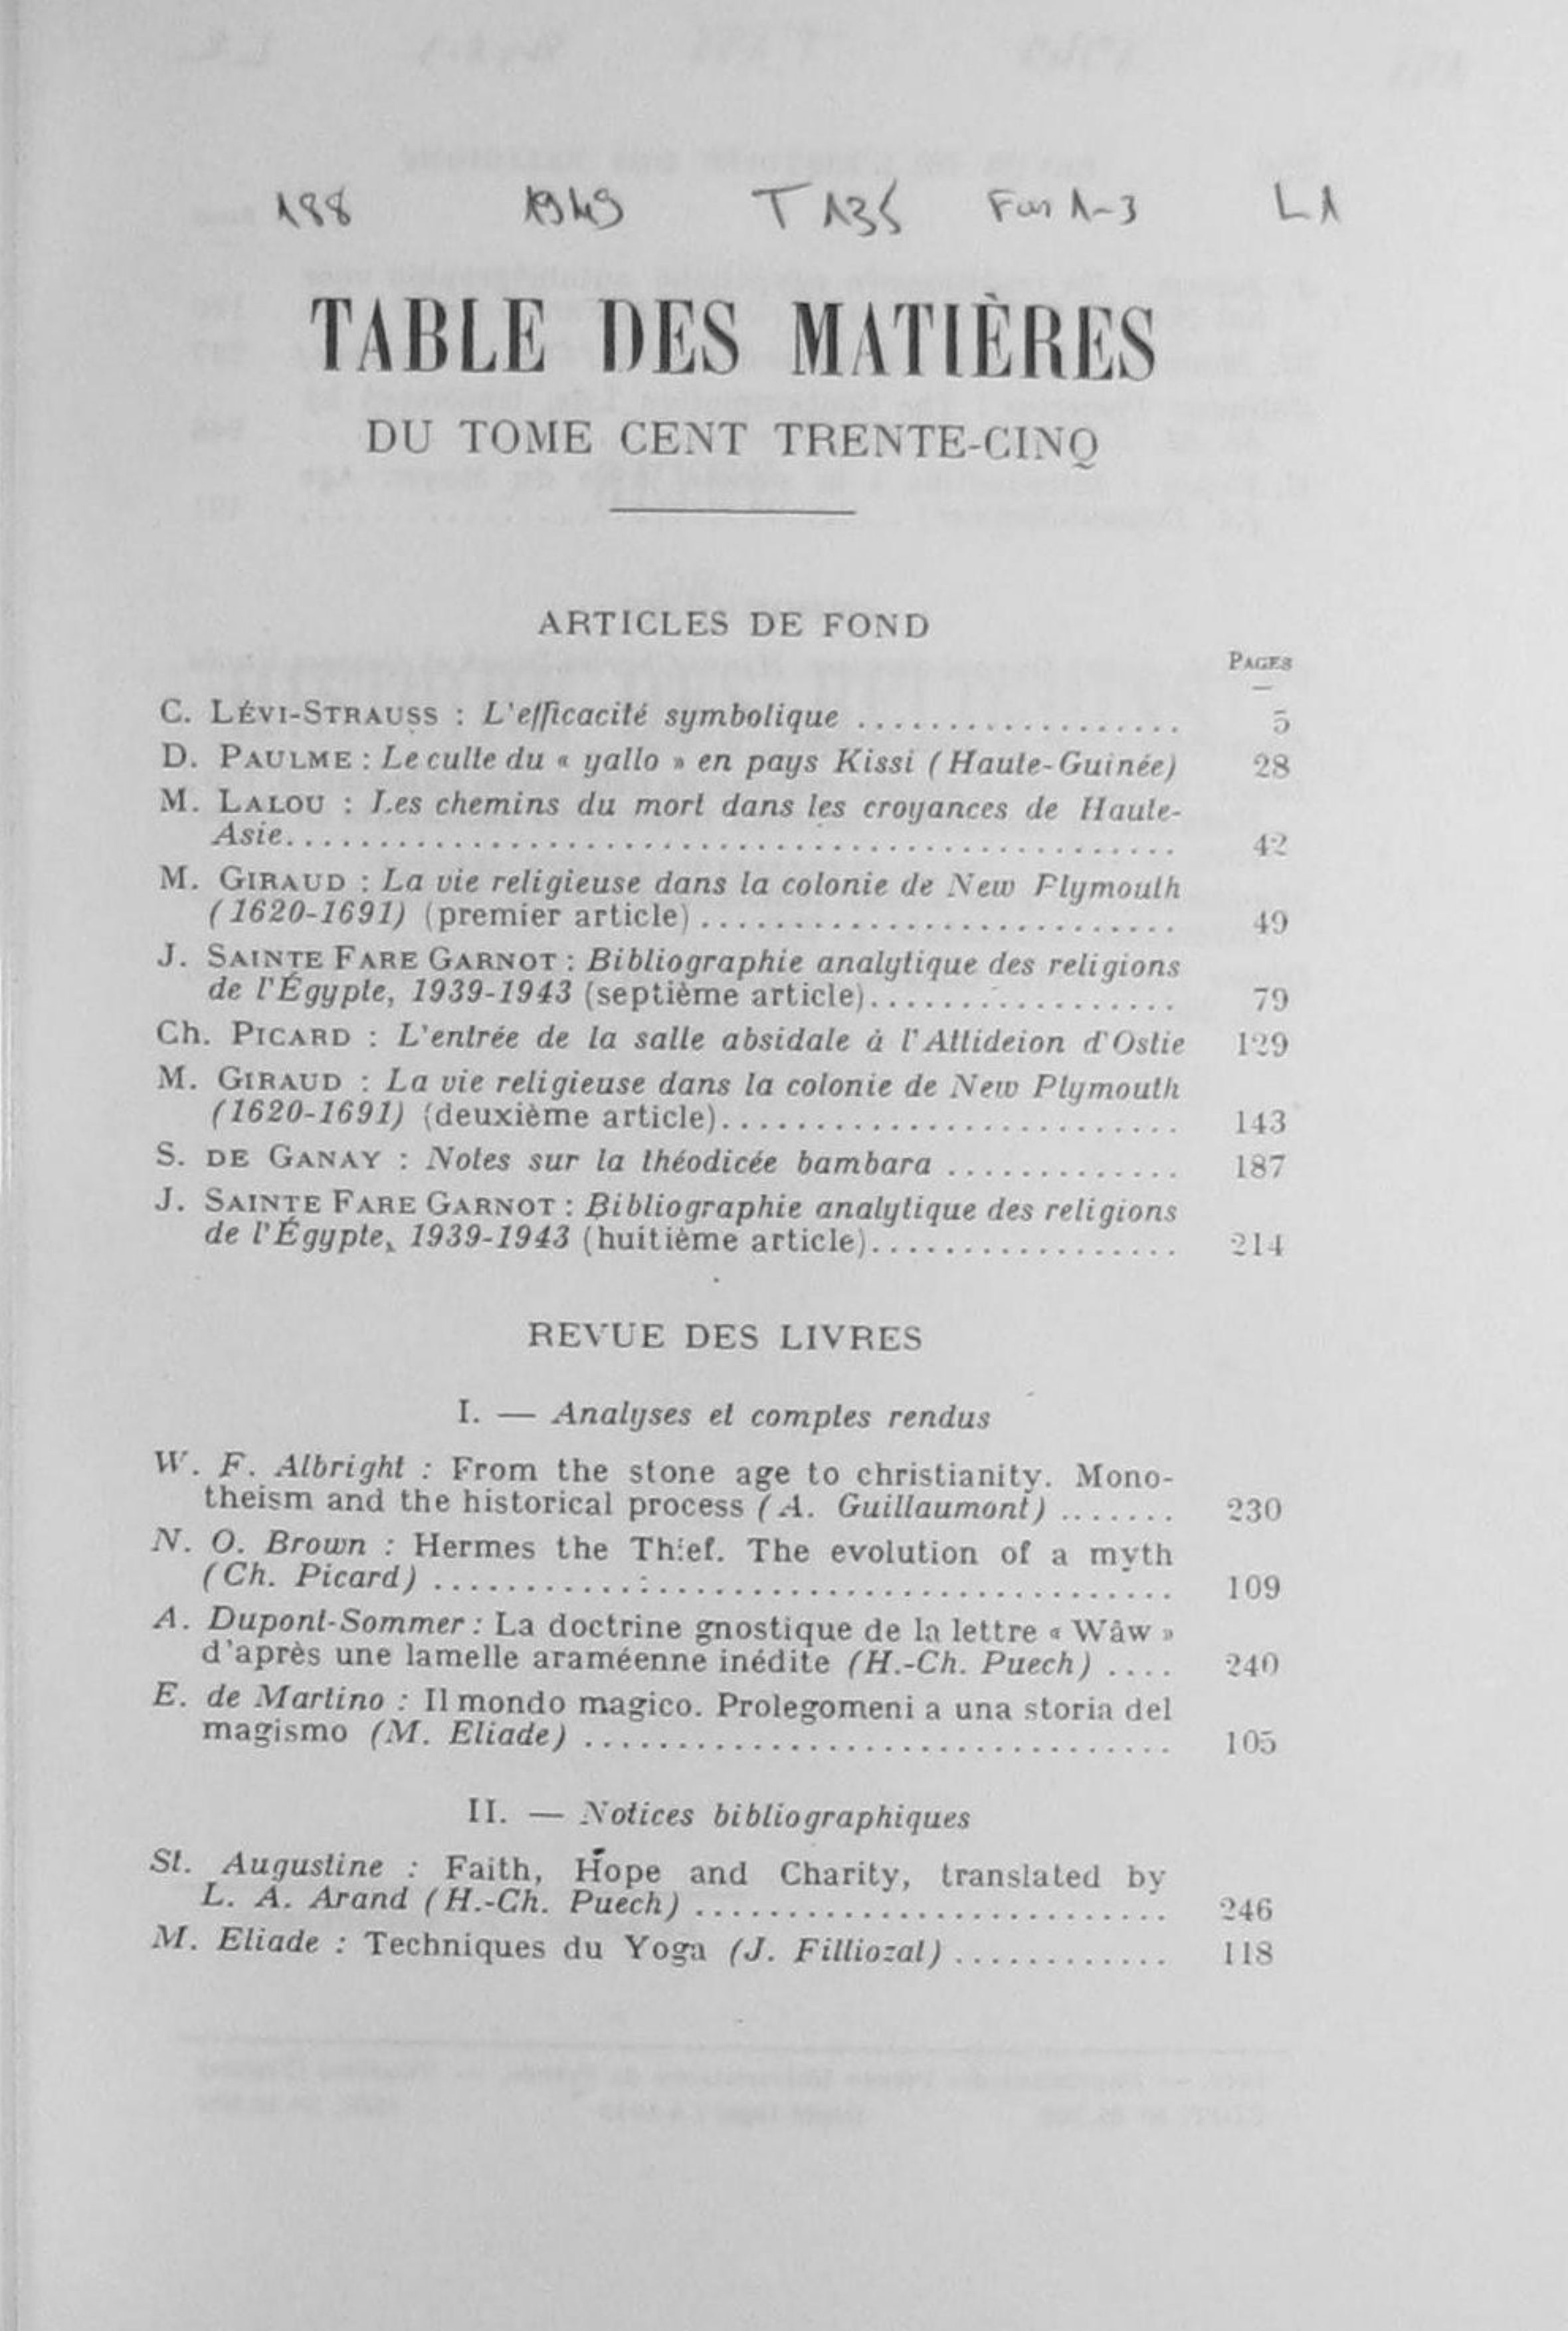 188 1949 T 135 Fas 1-3 L1
TABLE DES MATIÈRES
DU TOME CENT TRENTE-CINQ
ARTICLES DE FOND
PAGES
C. LÉVI-STRAUSS : L'efficacité symbolique .................. 5
D. PAULME : Le culte du « yallo » en pays Kissi (Haute-Guinée) 28
M. LALOU : Les chemins du mort dans les croyances de Haute-
Asie................................................ 42
M. GIRAUD : La vie religieuse dans la colonie de New Plymouth
(1620-1691) (premier article).......................... 49
J. SAINTE FARE GARNOT : Bibliographie analytique des religions
de l'Égypte, 1939-1943 (septième article)................. 79
Ch. PICARD : L'entrée de la salle absidale à l'Attideion d'Ostie 129
M. GIRAUD : La vie religieuse dans la colonie de New Plymouth
(1620-1691) (deuxième article)......................... 143
S. DE GANAY : Notes sur la théodicée bambara ............. 187
J. SAINTE FARE GARNOT : Bibliographie analytique des religions
de l'Égypte, 1939-1943 (huitième article)................. 214
REVUE DES LIVRES
I. — Analyses et comptes rendus
W. F. Albright : From the stone age to christianity. Mono-
theism and the historical process (A. Guillaumont) ....... 230
N. O. Brown : Hermes the Thief. The evolution of a myth
(Ch. Picard) ......................................... 109
A. Dupont-Sommer : La doctrine gnostique de la lettre « Wâw »
d'après une lamelle araméenne inédite (H.-Ch. Puech) .... 240
E. de Martino : Il mondo magico. Prolegomeni a una storia del
magismo (M. Eliade) ................................ 105
II. — Notices bibliographiques
St. Augustine : Faith, Hope and Charity, translated by
L. A. Arand (H.-Ch. Puech) .......................... 246
M. Eliade : Techniques du Yoga (J. Filliozat) ............ 118